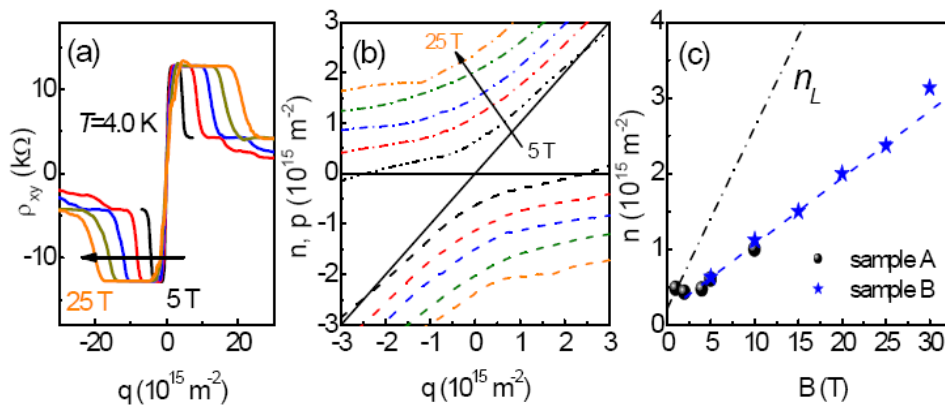 (a)
T=4.0 K
25 T
5 T
10
0
-10
ρxy (kΩ)
-20
0
20
q (10^15 m^-2)
(b)
25 T
5 T
3
2
1
0
-1
-2
-3
n, p (10^15 m^-2)
-3
-2
-1
0
1
2
3
q (10^15 m^-2)
(c)
nL
4
2
0
n (10^15 m^-2)
sample A
sample B
0
5
10
15
20
25
30
B (T)